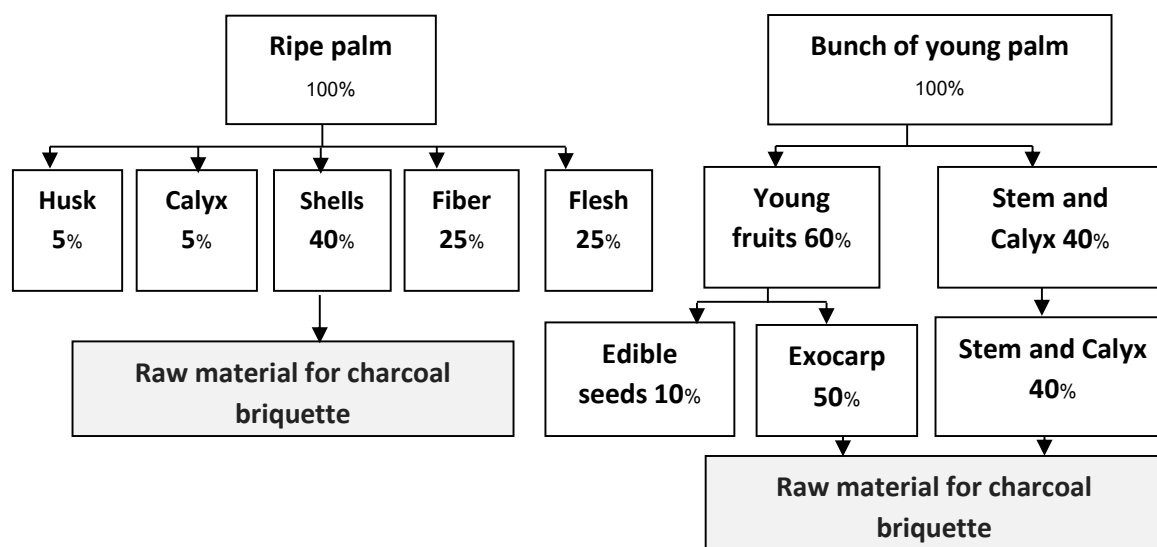 Ripe palm
100%
Bunch of young palm
100%
Husk
5%
Calyx
5%
Shells
40%
Fiber
25%
Flesh
25%
Young
fruits 60%
Stem and
Calyx 40%
Raw material for charcoal
briquette
Edible
seeds 10%
Exocarp
50%
Stem and Calyx
40%
Raw material for charcoal
briquette